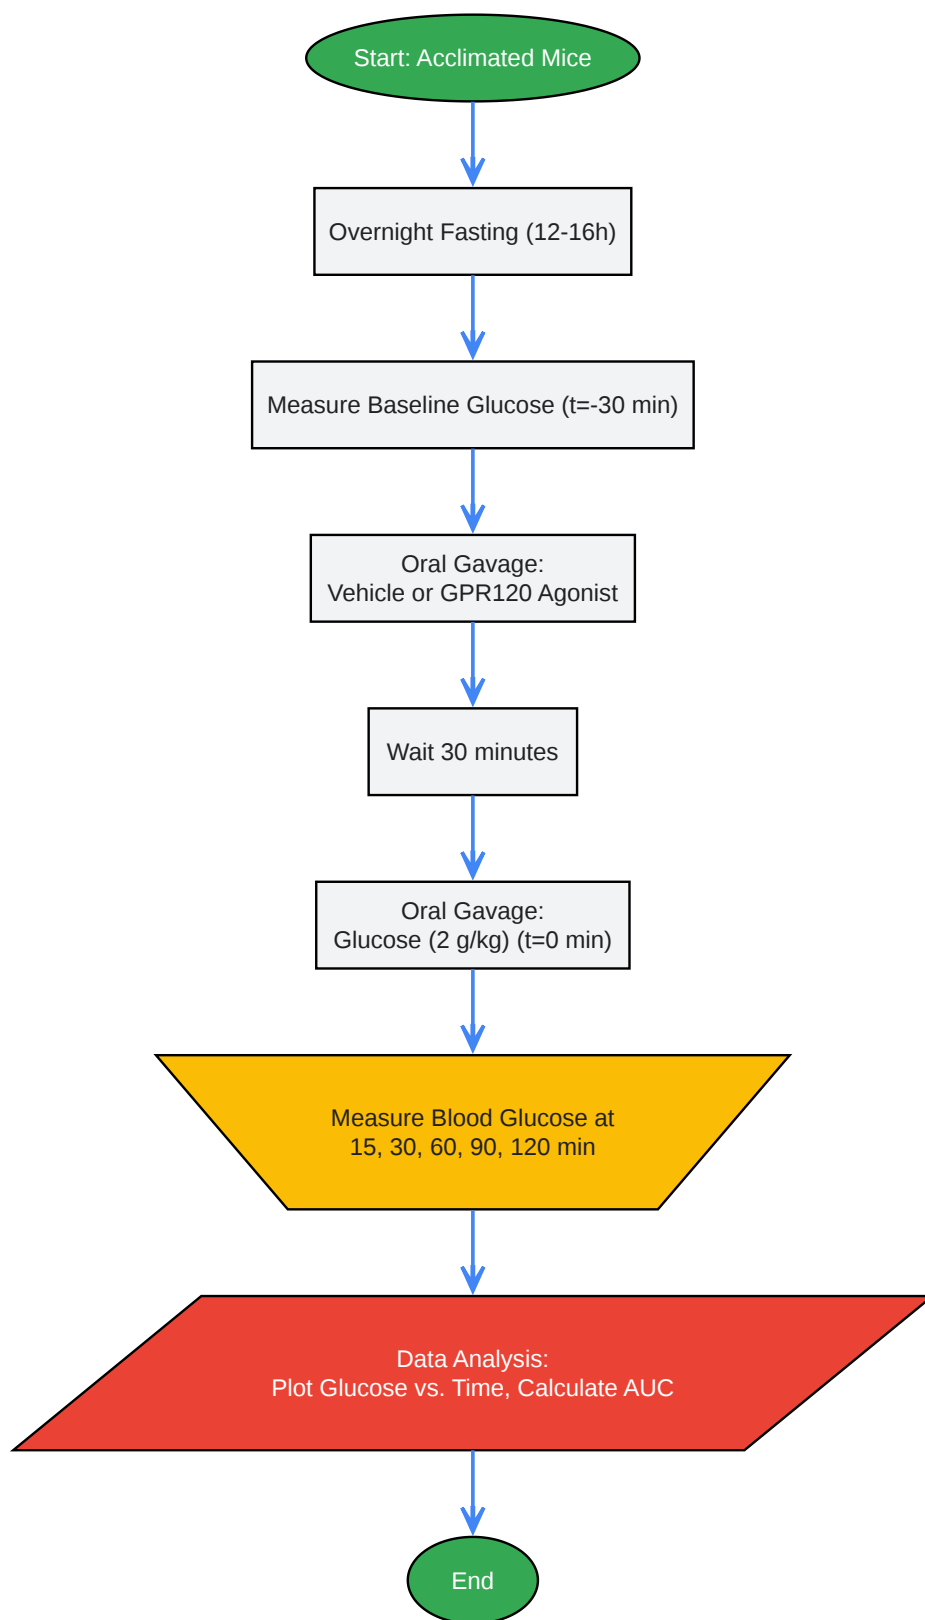 Start: Acclimated Mice
Overnight Fasting (12-16h)
Measure Baseline Glucose (t=-30 min)
Oral Gavage:
Vehicle or GPR120 Agonist
Wait 30 minutes
Oral Gavage:
Glucose (2 g/kg) (t=0 min)
Measure Blood Glucose at
15, 30, 60, 90, 120 min
Data Analysis:
Plot Glucose vs. Time, Calculate AUC
End